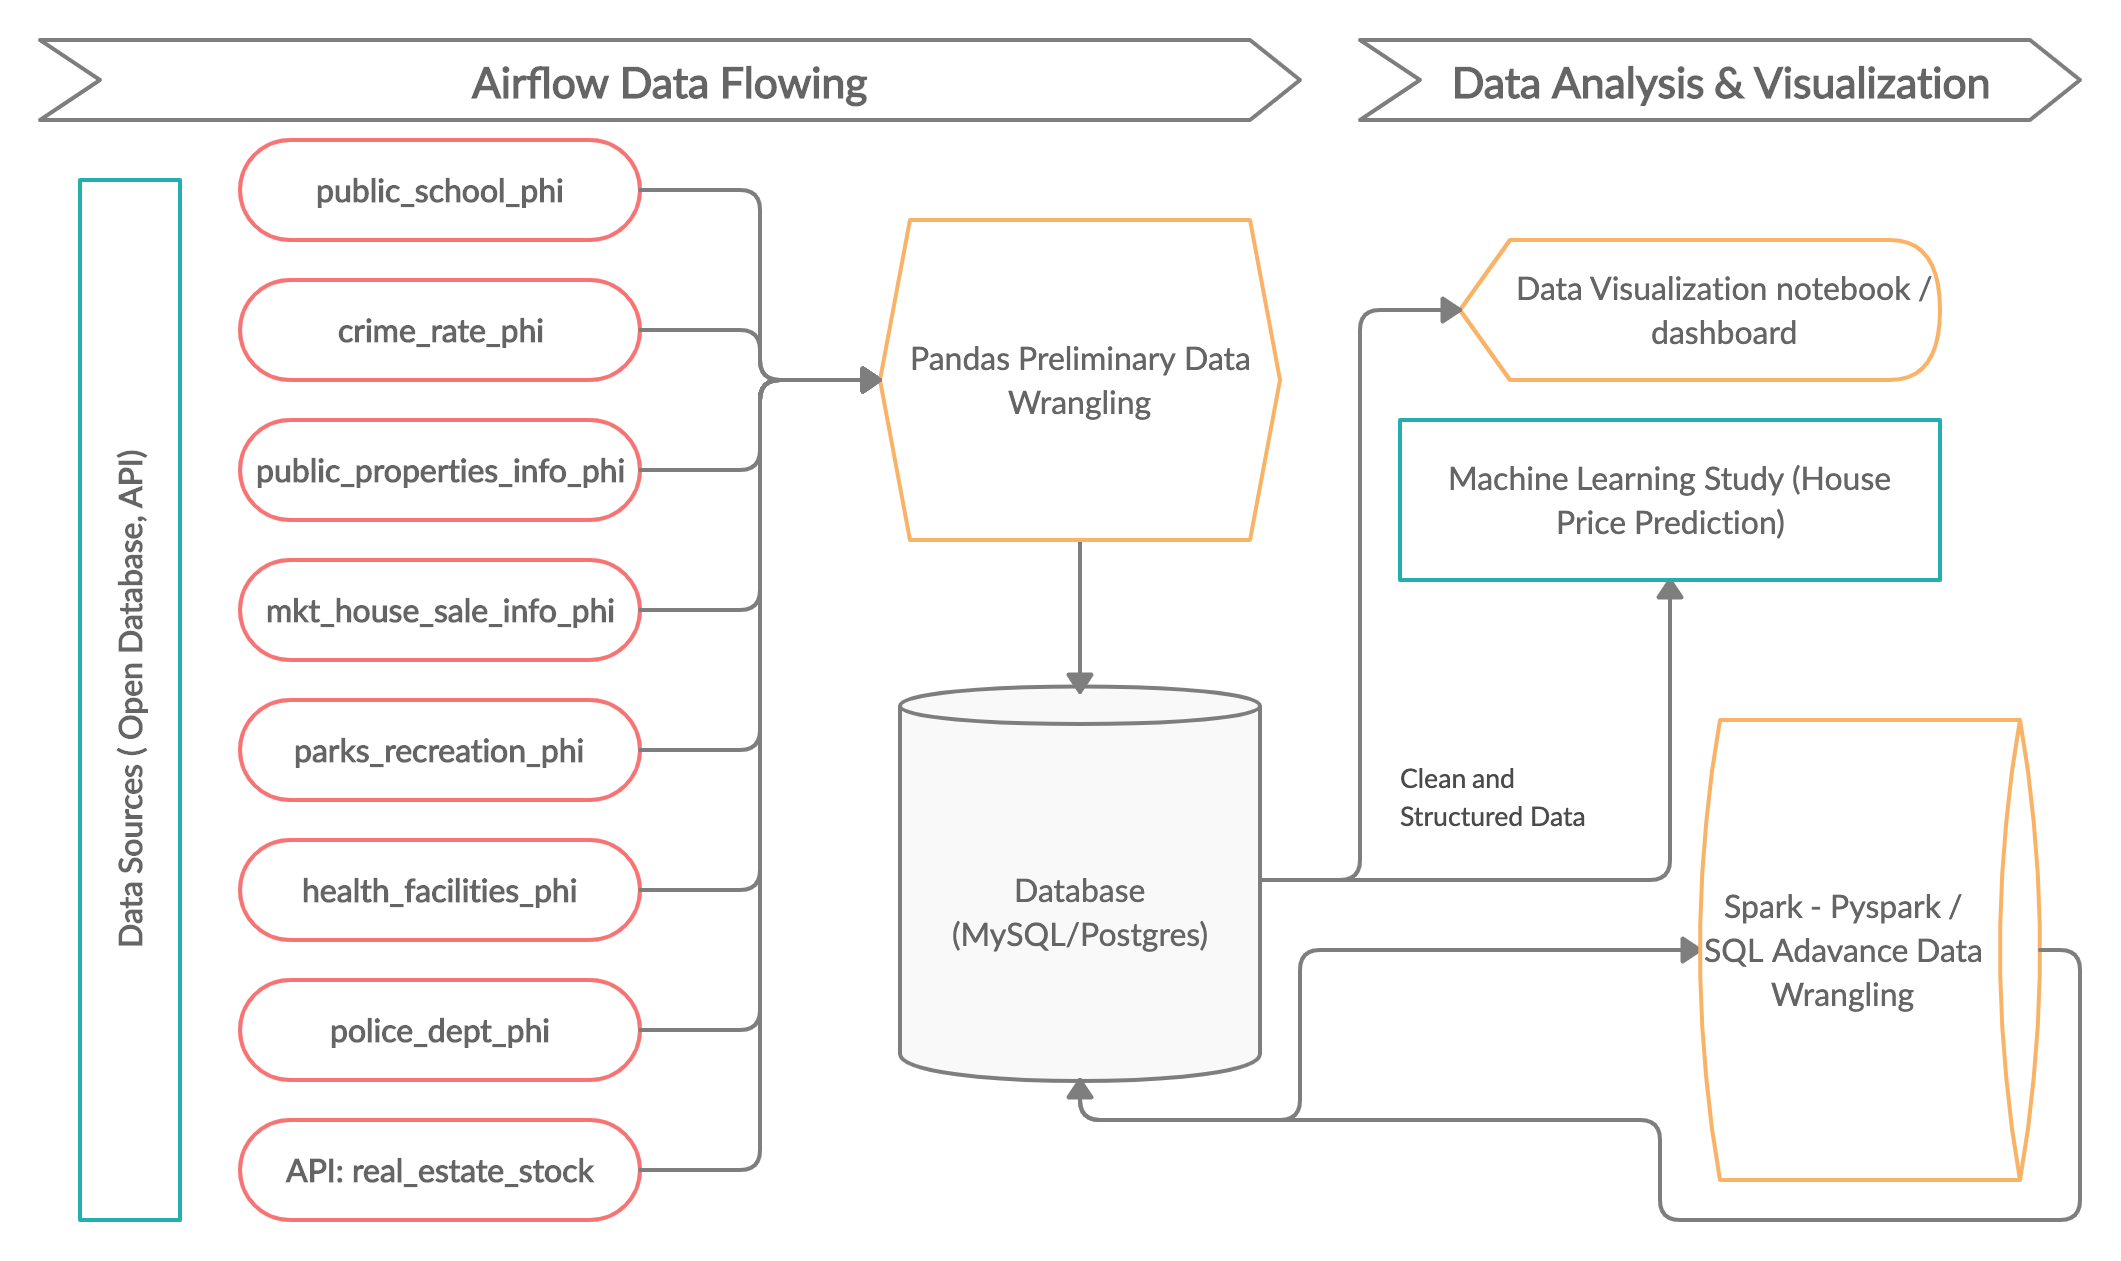 Airflow Data Flowing
Data Analysis & Visualization
Data Sources ( Open Database, API)
public_school_phi
crime_rate_phi
public_properties_info_phi
mkt_house_sale_info_phi
parks_recreation_phi
health_facilities_phi
police_dept_phi
API: real_estate_stock
Pandas Preliminary Data
Wrangling
Database
(MySQL/Postgres)
Data Visualization notebook /
dashboard
Machine Learning Study (House
Price Prediction)
Clean and
Structured Data
Spark - Pyspark /
SQL Adavance Data
Wrangling